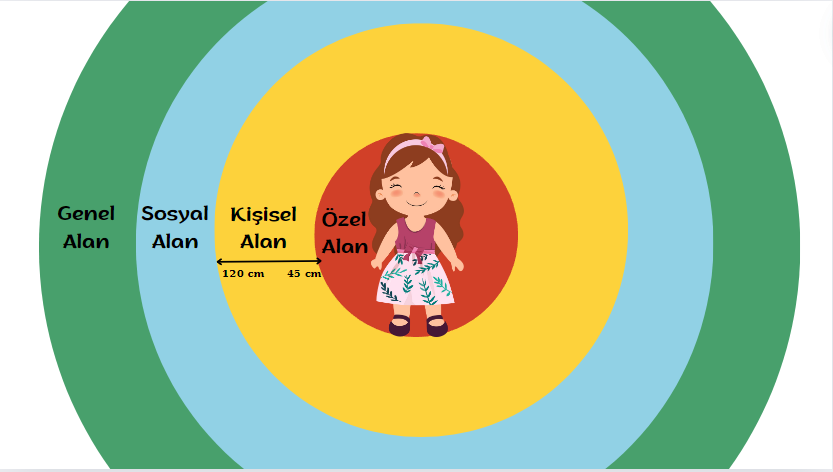 Genel
Alan
Sosyal
Alan
Kişisel
Alan
Özel
Alan
120 cm
45 cm